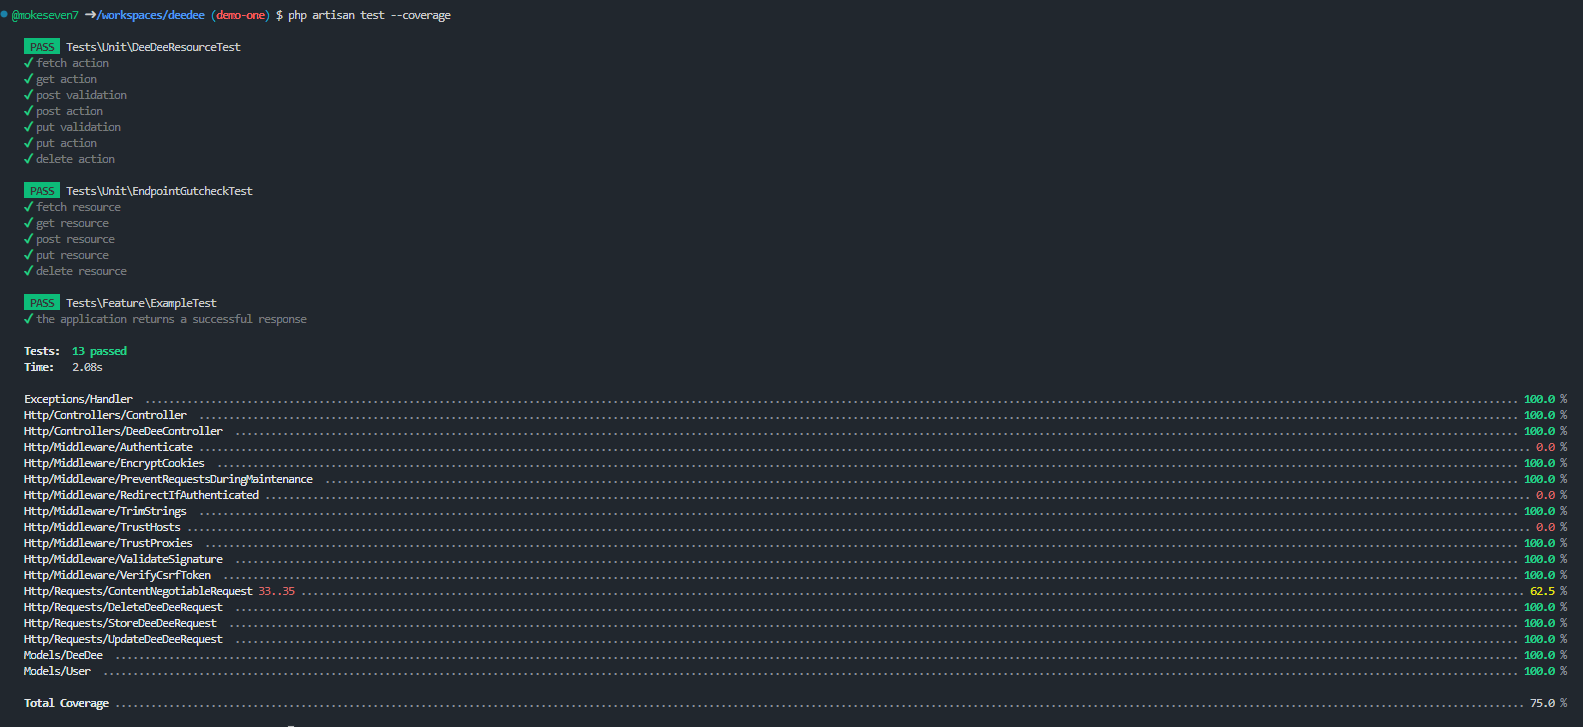 @mokeseven7 ➜/workspaces/deedee (demo-one) $ php artisan test --coverage
PASS Tests\Unit\DeeDeeResourceTest
✓ fetch action
✓ get action
✓ post validation
✓ post action
✓ put validation
✓ put action
✓ delete action
PASS Tests\Unit\EndpointGutcheckTest
✓ fetch resource
✓ get resource
✓ post resource
✓ put resource
✓ delete resource
PASS Tests\Feature\ExampleTest
✓ the application returns a successful response
Tests: 13 passed
Time: 2.08s
Exceptions/Handler ... 100.0 %
Http/Controllers/Controller ... 100.0 %
Http/Controllers/DeeDeeController ... 100.0 %
Http/Middleware/Authenticate ... 0.0 %
Http/Middleware/EncryptCookies ... 100.0 %
Http/Middleware/PreventRequestsDuringMaintenance ... 100.0 %
Http/Middleware/RedirectIfAuthenticated ... 0.0 %
Http/Middleware/TrimStrings ... 100.0 %
Http/Middleware/TrustHosts ... 0.0 %
Http/Middleware/TrustProxies ... 100.0 %
Http/Middleware/ValidateSignature ... 100.0 %
Http/Middleware/VerifyCsrfToken ... 100.0 %
Http/Requests/ContentNegotiableRequest 33..35 ... 62.5 %
Http/Requests/DeleteDeeDeeRequest ... 100.0 %
Http/Requests/StoreDeeDeeRequest ... 100.0 %
Http/Requests/UpdateDeeDeeRequest ... 100.0 %
Models/DeeDee ... 100.0 %
Models/User ... 100.0 %
Total Coverage ... 75.0 %